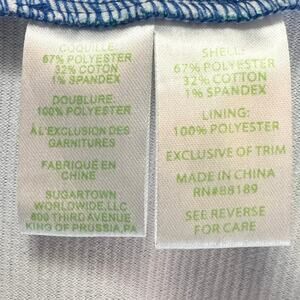 COQUILLE:
67% POLYESTER
32% COTTON
1% SPANDEX
DOUBLURE:
100% POLYESTER
À L'EXCLUSION DES
GARNITURES
FABRIQUÉ EN
CHINE
SUGARTOWN
WORLDWIDE, LLC
800 THIRD AVENUE
KING OF PRUSSIA, PA
SHELL:
67% POLYESTER
32% COTTON
1% SPANDEX
LINING:
100% POLYESTER
EXCLUSIVE OF TRIM
MADE IN CHINA
RN#88189
SEE REVERSE
FOR CARE